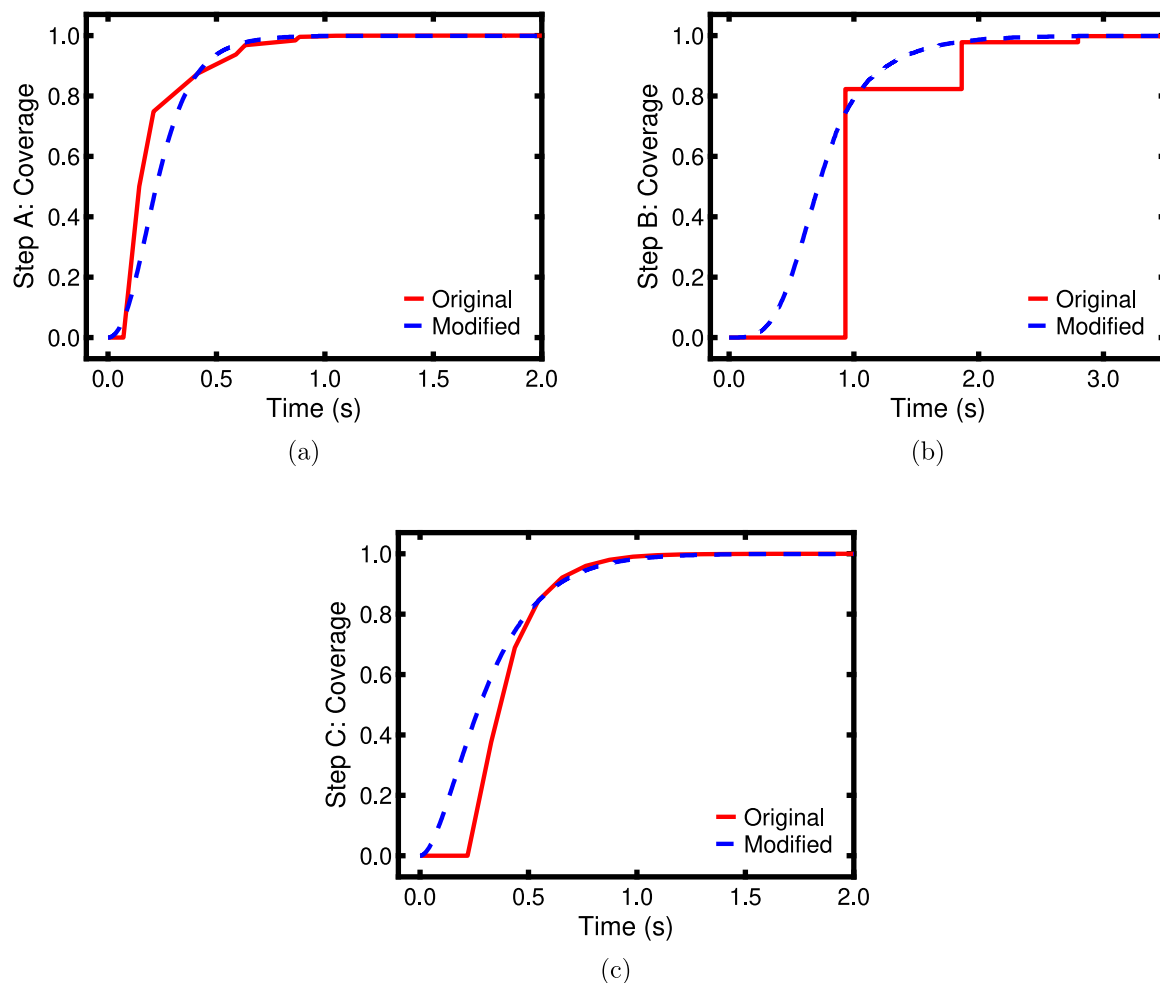 Step A: Coverage
1.0
0.8
0.6
0.4
0.2
0.0
Original
Modified
0.0 0.5 1.0 1.5 2.0
Time (s)
(a)
Step B: Coverage
1.0
0.8
0.6
0.4
0.2
0.0
Original
Modified
0.0 1.0 2.0 3.0
Time (s)
(b)
Step C: Coverage
1.0
0.8
0.6
0.4
0.2
0.0
Original
Modified
0.0 0.5 1.0 1.5 2.0
Time (s)
(c)